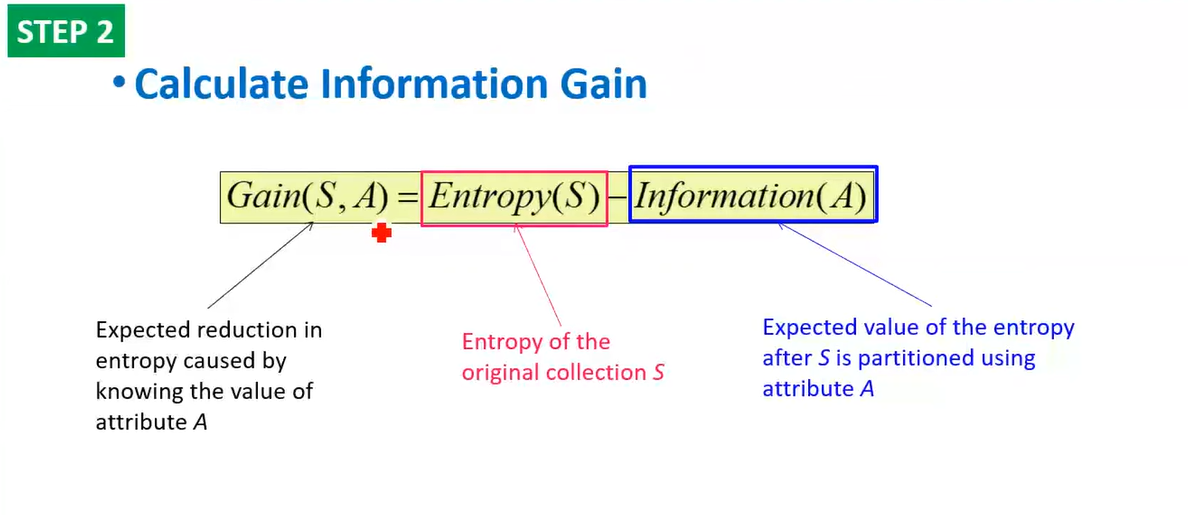 STEP 2
• Calculate Information Gain
Gain(S, A) = Entropy(S) – Information(A)
Expected reduction in
entropy caused by
knowing the value of
attribute A
Entropy of the
original collection S
Expected value of the entropy
after S is partitioned using
attribute A